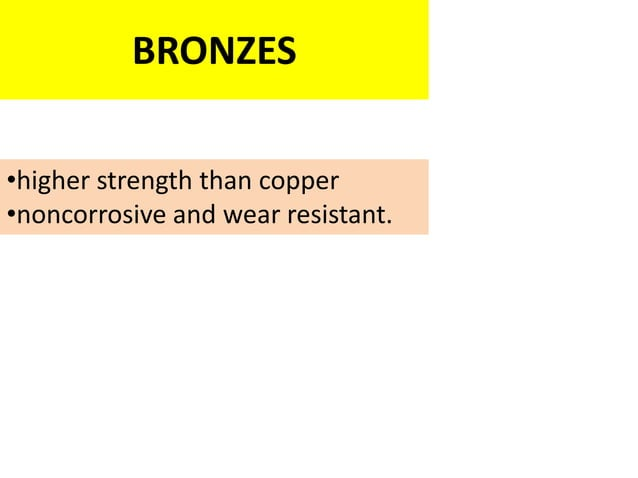 BRONZES
•higher strength than copper
•noncorrosive and wear resistant.